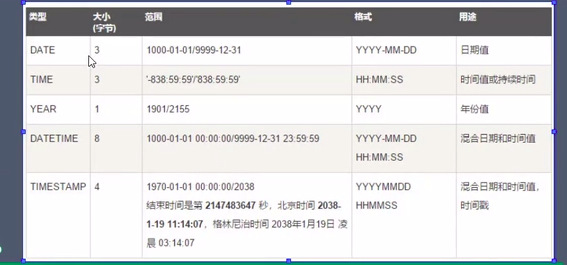 类型 大小 范围 格式 用途
(字节)
DATE 3 1000-01-01/9999-12-31 YYYY-MM-DD 日期值
TIME 3 '-838:59:59'/'838:59:59' HH:MM:SS 时间值或持续时间
YEAR 1 1901/2155 YYYY 年份值
DATETIME 8 1000-01-01 00:00:00/9999-12-31 23:59:59 YYYY-MM-DD 混合日期和时间值
HH:MM:SS
TIMESTAMP 4 1970-01-01 00:00:00/2038 YYYYMMDD 混合日期和时间值，
结束时间是第 2147483647 秒，北京时间 2038- HHMMSS 时间戳
1-19 11:14:07，格林尼治时间 2038年1月19日 凌
晨 03:14:07